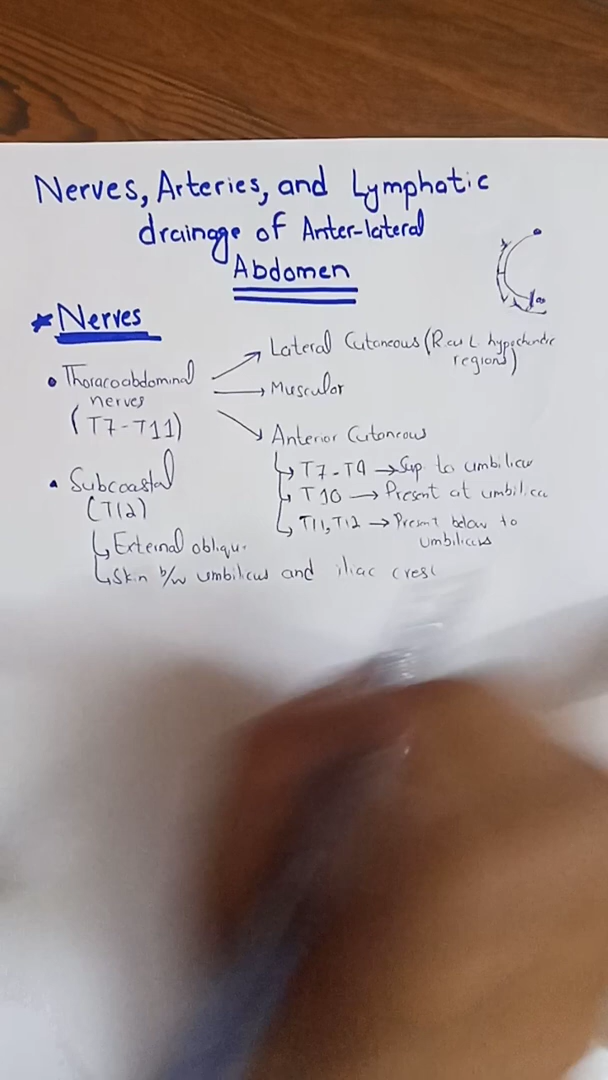 Nerves, Arteries, and Lymphatic
drainage of Anter-lateral
Abdomen
* Nerves
• Thoracoabdominal
nerves
(T7-T11)
→ Lateral Cutaneous (R and L hypochondric
regions)
→ Muscular
→ Anterior Cutaneous
↳ T7-T9 → Sup to umbilicus
↳ T10 → Present at umbilicus
↳ T11, T12 → Present below to
umbilicus
• Subcoastal
(T12)
↳ External oblique
↳ Skin b/w umbilicus and iliac crest